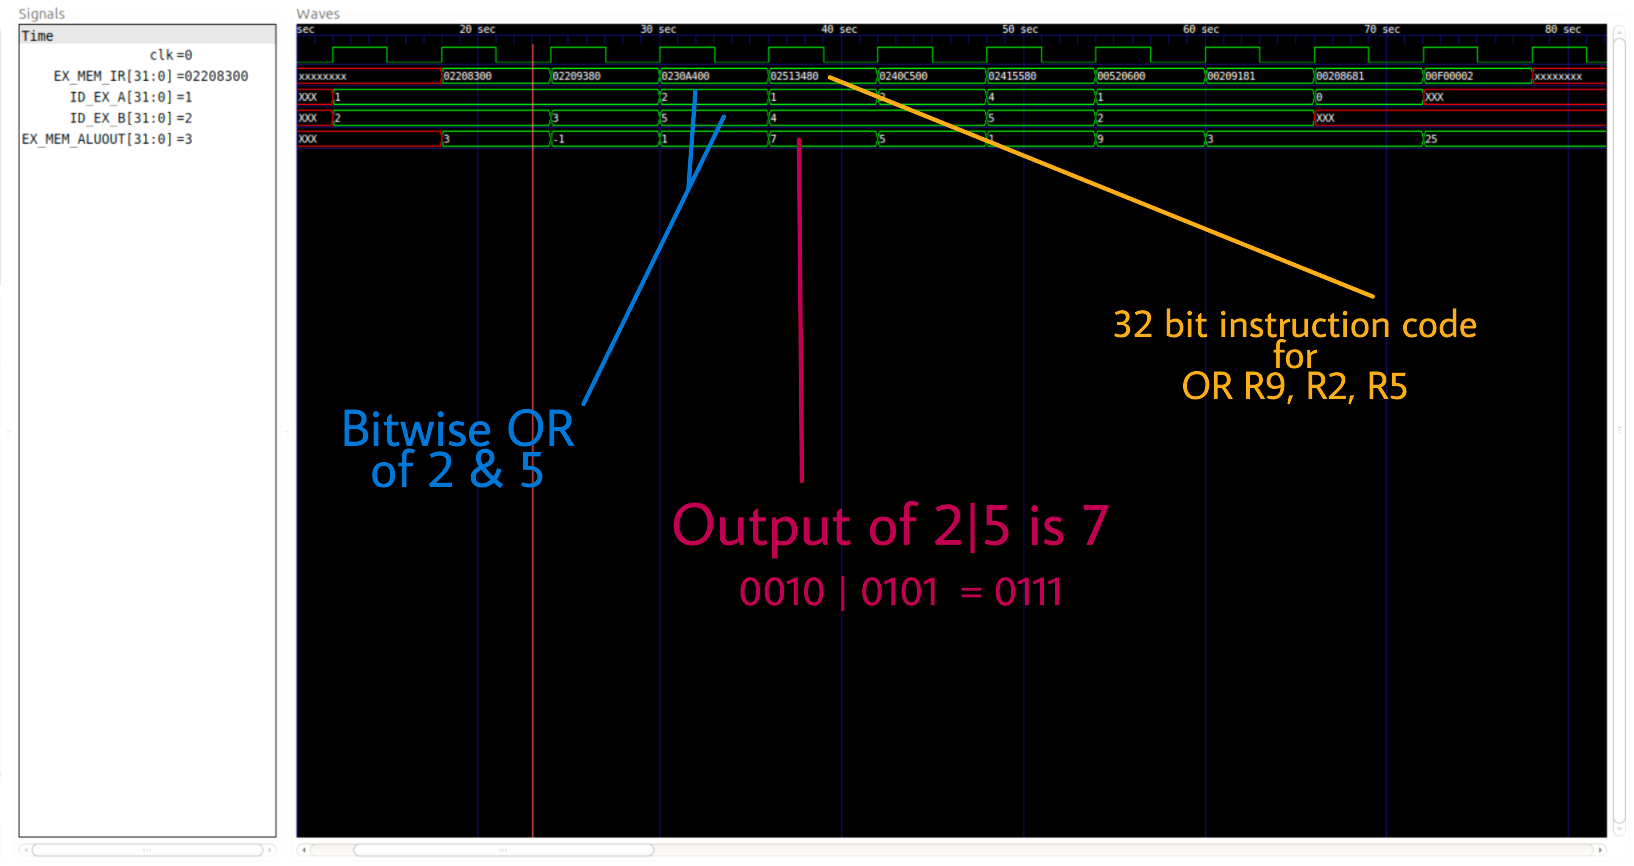 Signals
Waves
Time
clk=0
EX_MEM_IR[31:0]=02208300
ID_EX_A[31:0]=1
ID_EX_B[31:0]=2
EX_MEM_ALUOUT[31:0]=3
sec 20 sec 30 sec 40 sec 50 sec 60 sec 70 sec 80 sec
xxxxxxxx 02208300 02209380 0230A400 02513480 0240C500 02415580 00520600 00209181 00208681 00F00002 xxxxxxxx
XXX 1 2 1 3 4 1 0 XXX
XXX 2 3 5 4 5 2 XXX
XXX 3 -1 1 7 5 1 9 3 25
32 bit instruction code
for
OR R9, R2, R5
Bitwise OR
of 2 & 5
Output of 2|5 is 7
0010 | 0101 = 0111